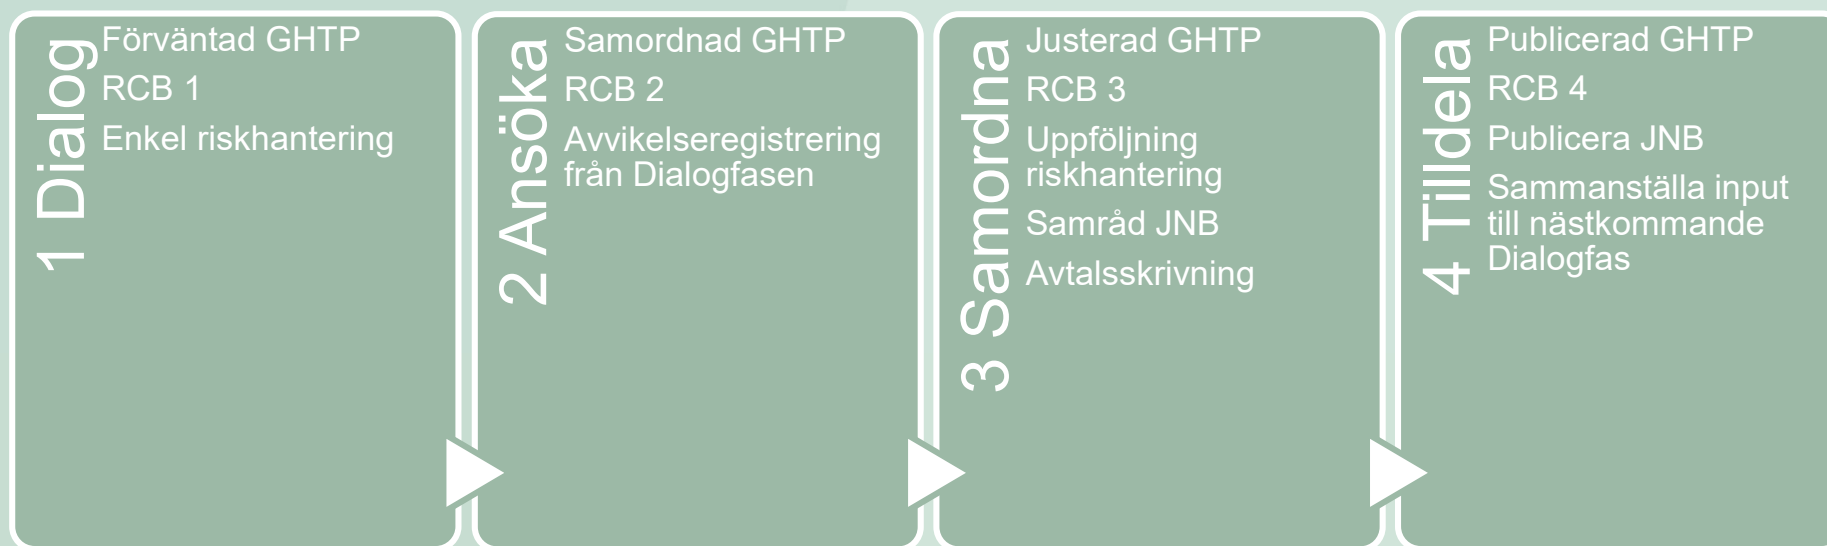 1 Dialog
Förväntad GHTP
RCB 1
Enkel riskhantering
2 Ansöka
Samordnad GHTP
RCB 2
Avvikelseregistrering
från Dialogfasen
3 Samordna
Justerad GHTP
RCB 3
Uppföljning
riskhantering
Samråd JNB
Avtalsskrivning
4 Tilldela
Publicerad GHTP
RCB 4
Publicera JNB
Sammanställa input
till nästkommande
Dialogfas